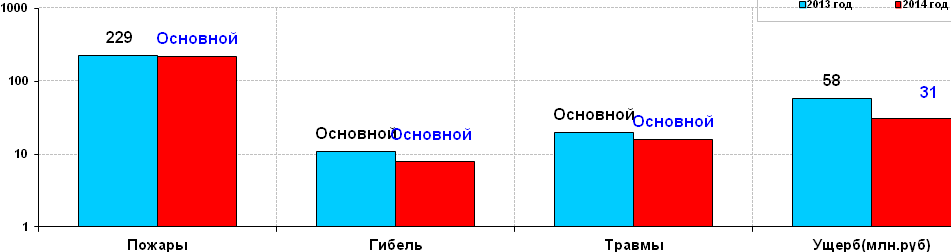 1000
2013 год 2014 год
229 Основной
100
58 31
Основной Основной
Основной Основной
10
1
Пожары Гибель Травмы Ущерб(млн.руб)